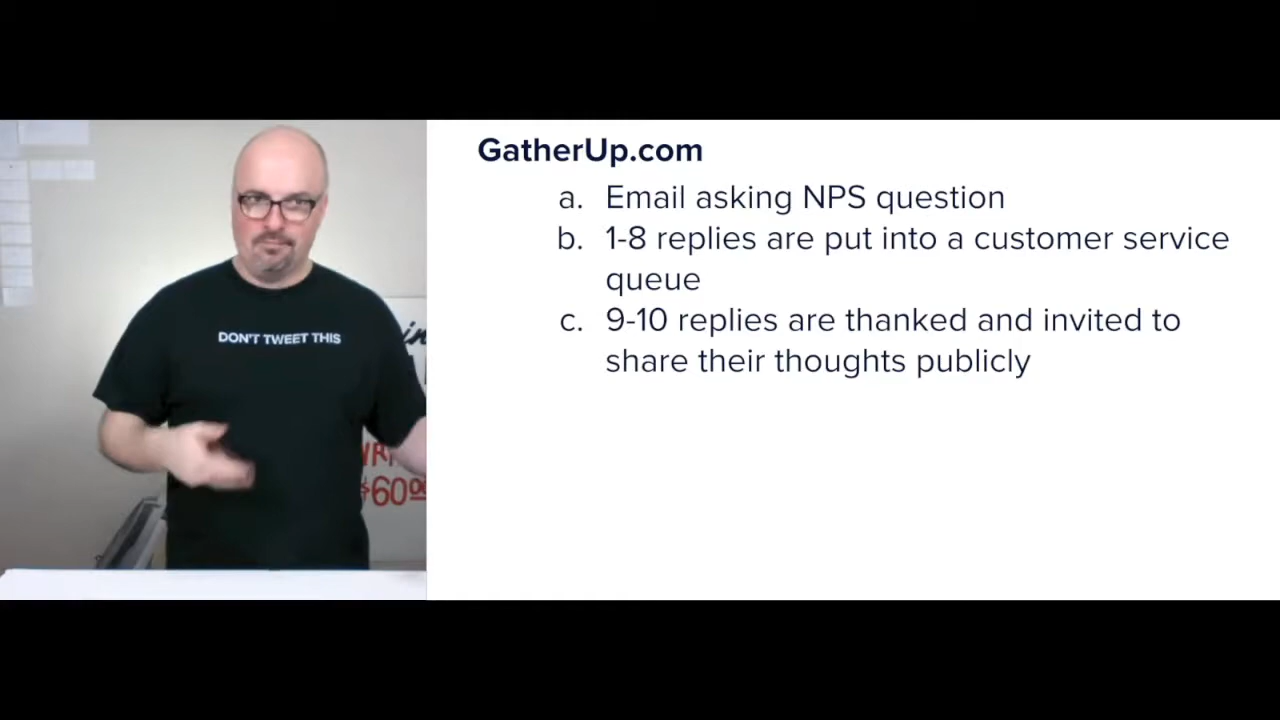 GatherUp.com
a. Email asking NPS question
b. 1-8 replies are put into a customer service
queue
c. 9-10 replies are thanked and invited to
share their thoughts publicly
DON'T TWEET THIS
$60